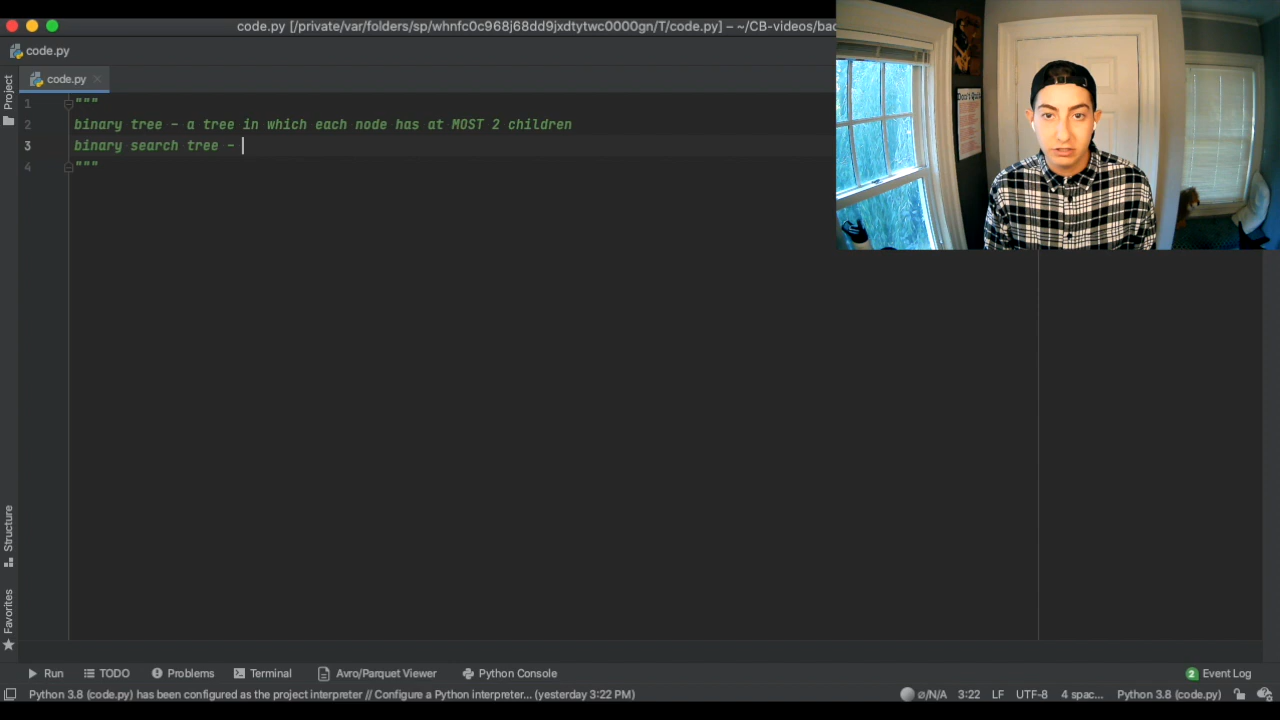 code.py [/private/var/folders/sp/whnfc0c968j68dd9jxdtytwc0000gn/T/code.py] – ~/CB-videos/bac
code.py
Project
code.py
1 """
2 binary tree - a tree in which each node has at MOST 2 children
3 binary search tree -
4 """
Don't Quit
Structure
Favorites
Run TODO Problems Terminal Avro/Parquet Viewer Python Console 2 Event Log
Python 3.8 (code.py) has been configured as the project interpreter // Configure a Python interpreter... (yesterday 3:22 PM) ⌀/N/A 3:22 LF UTF-8 4 spac... Python 3.8 (code.py)